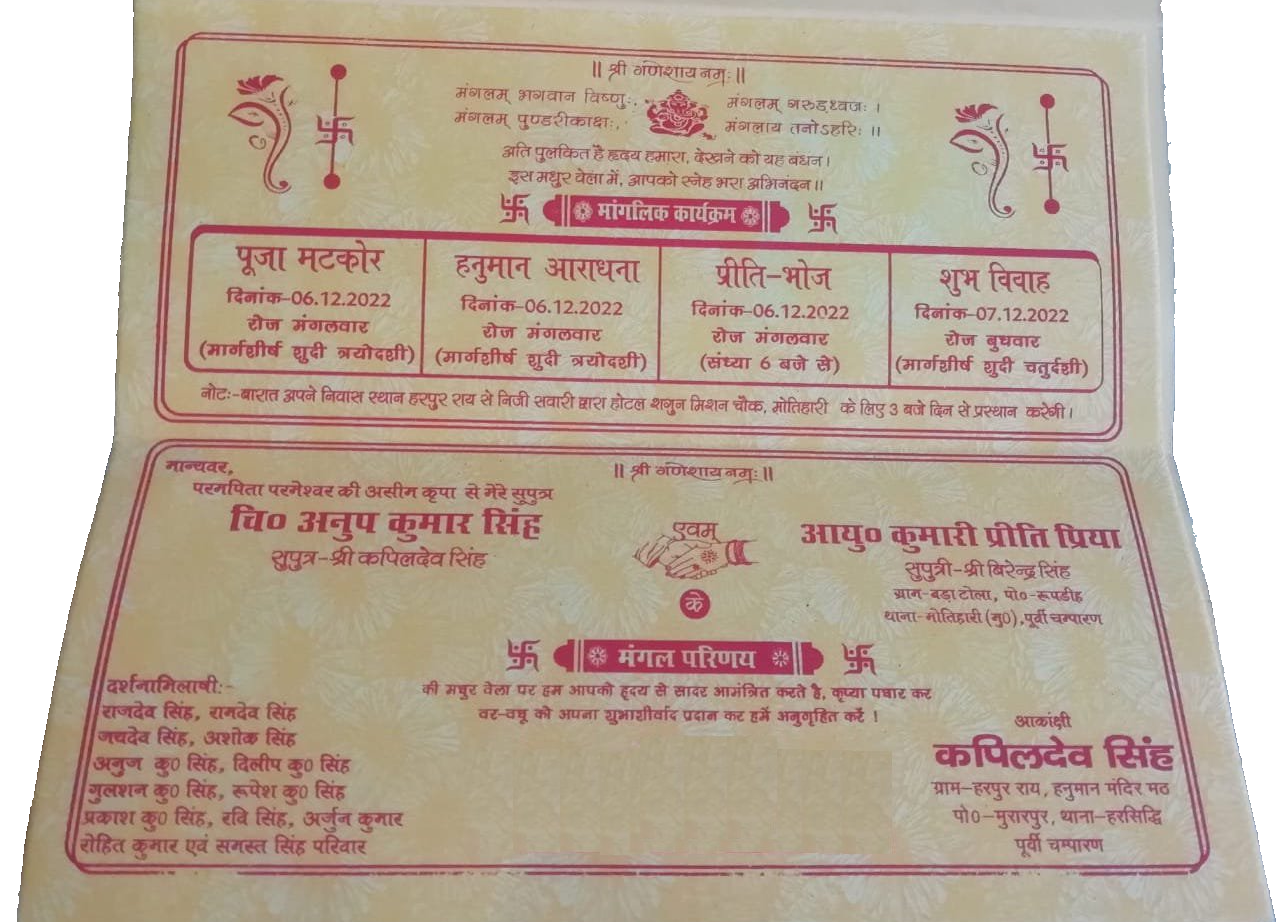 || श्री गणेशाय नमः ||
मंगलम् भगवान विष्णुः, मंगलम् गरुड़ध्वजः ।
मंगलम् पुण्डरीकाक्षः, मंगलाय तनोऽहरिः ।।
अति पुलकित है हृदय हमारा, देखने को यह बंधन।
इस मधुर वेला में, आपको स्नेह भरा अभिनंदन।।
मांगलिक कार्यक्रम
पूजा मटकोर
दिनांक-06.12.2022
रोज मंगलवार
(मार्गशीर्ष शुदी त्रयोदशी)
हनुमान आराधना
दिनांक-06.12.2022
रोज मंगलवार
(मार्गशीर्ष शुदी त्रयोदशी)
प्रीति-भोज
दिनांक-06.12.2022
रोज मंगलवार
(संध्या 6 बजे से)
शुभ विवाह
दिनांक-07.12.2022
रोज बुधवार
(मार्गशीर्ष शुदी चतुर्दशी)
नोटः-बारात अपने निवास स्थान हरपुर राय से निजी सवारी द्वारा होटल शगुन मिशन चौक, मोतिहारी के लिए 3 बजे दिन से प्रस्थान करेगी।
|| श्री गणेशाय नमः ||
मान्यवर,
परमपिता परमेश्वर की असीम कृपा से मेरे सुपुत्र
चि० अनुप कुमार सिंह
सुपुत्र-श्री कपिलदेव सिंह
एवम्
आयु० कुमारी प्रीति प्रिया
सुपुत्री-श्री बिरेन्द्र सिंह
ग्राम-बड़ा टोला, पो०-रूपडीह
थाना-मोतिहारी (मु0),पूर्वी चम्पारण
के
मंगल परिणय
की मधुर वेला पर हम आपको हृदय से सादर आमंत्रित करते है, कृप्या पधार कर
वर-वधू को अपना शुभाशीर्वाद प्रदान कर हमें अनुगृहित करें !
दर्शनाभिलाषी:-
राजदेव सिंह, रामदेव सिंह
जयदेव सिंह, अशोक सिंह
अनुज कु0 सिंह, दिलीप कु0 सिंह
गुलशन कु0 सिंह, रूपेश कु0 सिंह
प्रकाश कु0 सिंह, रवि सिंह, अर्जुन कुमार
रोहित कुमार एवं समस्त सिंह परिवार
आकांक्षी
कपिलदेव सिंह
ग्राम-हरपुर राय, हनुमान मंदिर मठ
पो0-मुरारपुर, थाना-हरसिद्धि
पूर्वी चम्पारण